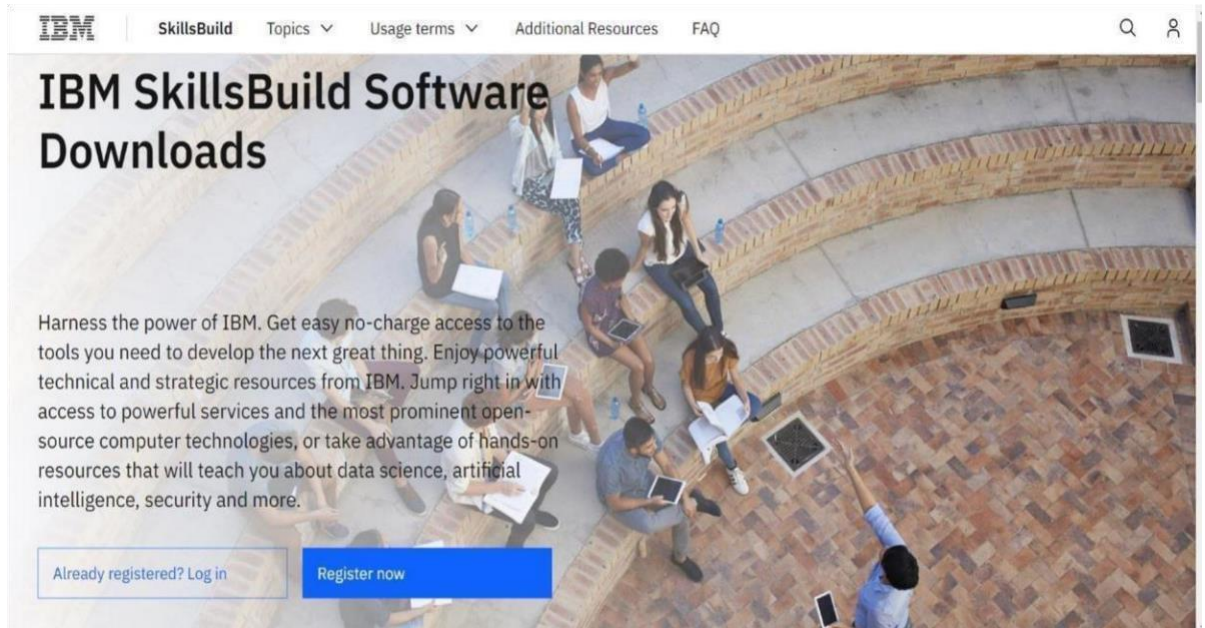 IBM SkillsBuild Topics Usage terms Additional Resources FAQ
IBM SkillsBuild Software
Downloads
Harness the power of IBM. Get easy no-charge access to the
tools you need to develop the next great thing. Enjoy powerful
technical and strategic resources from IBM. Jump right in with
access to powerful services and the most prominent open-
source computer technologies, or take advantage of hands-on
resources that will teach you about data science, artificial
intelligence, security and more.
Already registered? Log in Register now